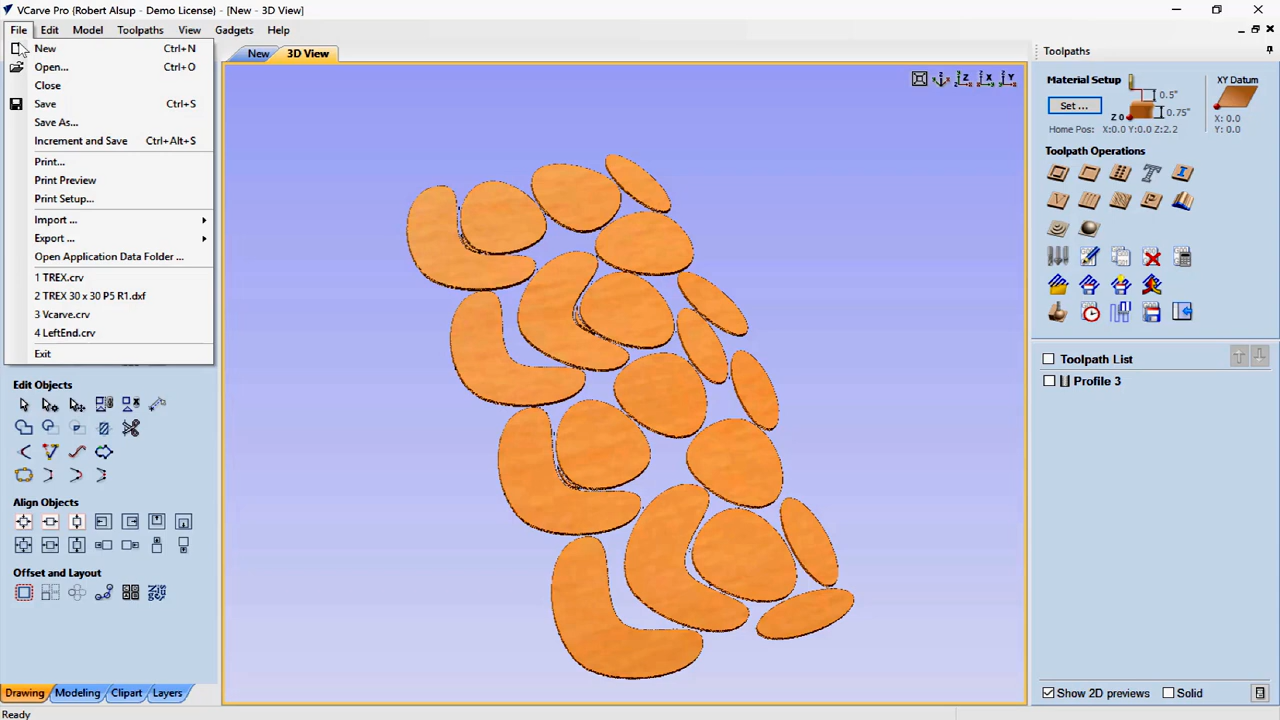 VCarve Pro (Robert Alsup - Demo License) - [New - 3D View]
File Edit Model Toolpaths View Gadgets Help
New Ctrl+N
Open... Ctrl+O
Close
Save Ctrl+S
Save As...
Increment and Save Ctrl+Alt+S
Print...
Print Preview
Print Setup...
Import ...
Export ...
Open Application Data Folder ...
1 TREX.crv
2 TREX 30 x 30 P5 R1.dxf
3 Vcarve.crv
4 LeftEnd.crv
Exit
Edit Objects
Align Objects
Offset and Layout
Drawing Modeling Clipart Layers
Ready
New 3D View
Z X Y
Toolpaths
Material Setup
Set ...
0.5"
Z 0
0.75"
Home Pos: X:0.0 Y:0.0 Z:2.2
XY Datum
X: 0.0
Y: 0.0
Toolpath Operations
Toolpath List
Profile 3
Show 2D previews Solid